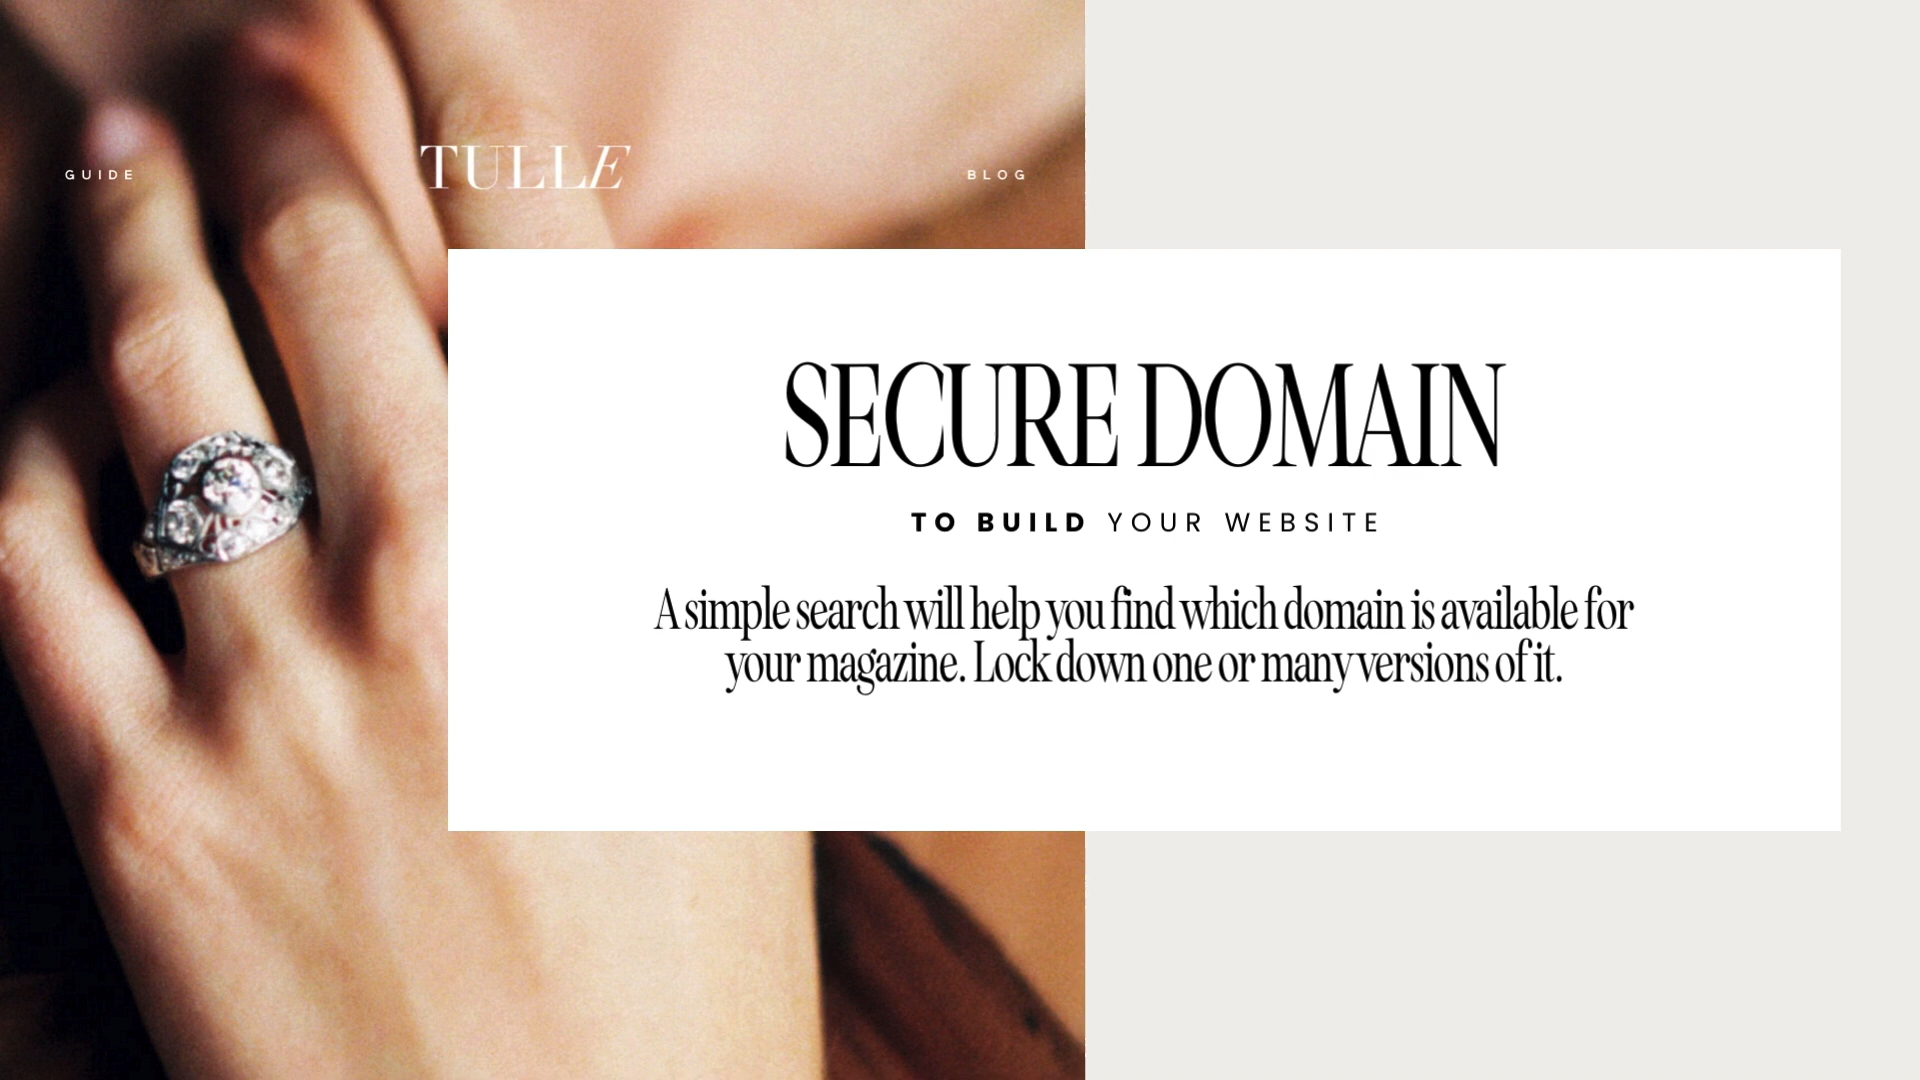 GUIDE
TULLE
BLOG
SECURE DOMAIN
TO BUILD YOUR WEBSITE
A simple search will help you find which domain is available for
your magazine. Lock down one or many versions of it.